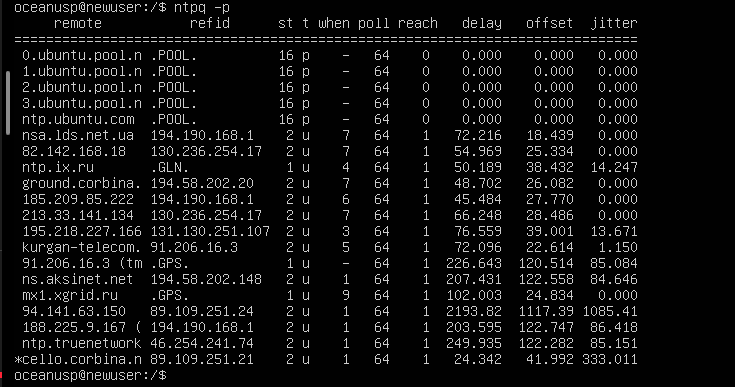 oceanusp@newuser:/$ ntpq -p
remote refid st t when poll reach delay offset jitter
==============================================================================
0.ubuntu.pool.n .POOL. 16 p - 64 0 0.000 0.000 0.000
1.ubuntu.pool.n .POOL. 16 p - 64 0 0.000 0.000 0.000
2.ubuntu.pool.n .POOL. 16 p - 64 0 0.000 0.000 0.000
3.ubuntu.pool.n .POOL. 16 p - 64 0 0.000 0.000 0.000
ntp.ubuntu.com .POOL. 16 p - 64 0 0.000 0.000 0.000
nsa.lds.net.ua 194.190.168.1 2 u 7 64 1 72.216 18.439 0.000
82.142.168.18 130.236.254.17 2 u 7 64 1 54.969 25.334 0.000
ntp.ix.ru .GLN. 1 u 4 64 1 50.189 38.432 14.247
ground.corbina. 194.58.202.20 2 u 7 64 1 48.702 26.082 0.000
185.209.85.222 194.190.168.1 2 u 6 64 1 45.484 27.770 0.000
213.33.141.134 130.236.254.17 2 u 7 64 1 66.248 28.486 0.000
195.218.227.166 131.130.251.107 2 u 3 64 1 76.559 39.001 13.671
kurgan-telecom. 91.206.16.3 2 u 5 64 1 72.096 22.614 1.150
91.206.16.3 (tm .GPS. 1 u - 64 1 226.643 120.514 85.084
ns.aksinet.net 194.58.202.148 2 u 1 64 1 207.431 122.558 84.646
mx1.xgrid.ru .GPS. 1 u 9 64 1 102.003 24.834 0.000
94.141.63.150 89.109.251.24 2 u 1 64 1 2193.82 1117.39 1085.41
188.225.9.167 ( 194.190.168.1 2 u 1 64 1 203.595 122.747 86.418
ntp.truenetwork 46.254.241.74 2 u 1 64 1 249.935 122.282 85.151
*cello.corbina.n 89.109.251.21 2 u 1 64 1 24.342 41.992 333.011
oceanusp@newuser:/$